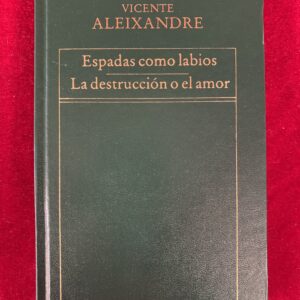 VICENTE
ALEIXANDRE
Espadas como labios
La destrucción o el amor